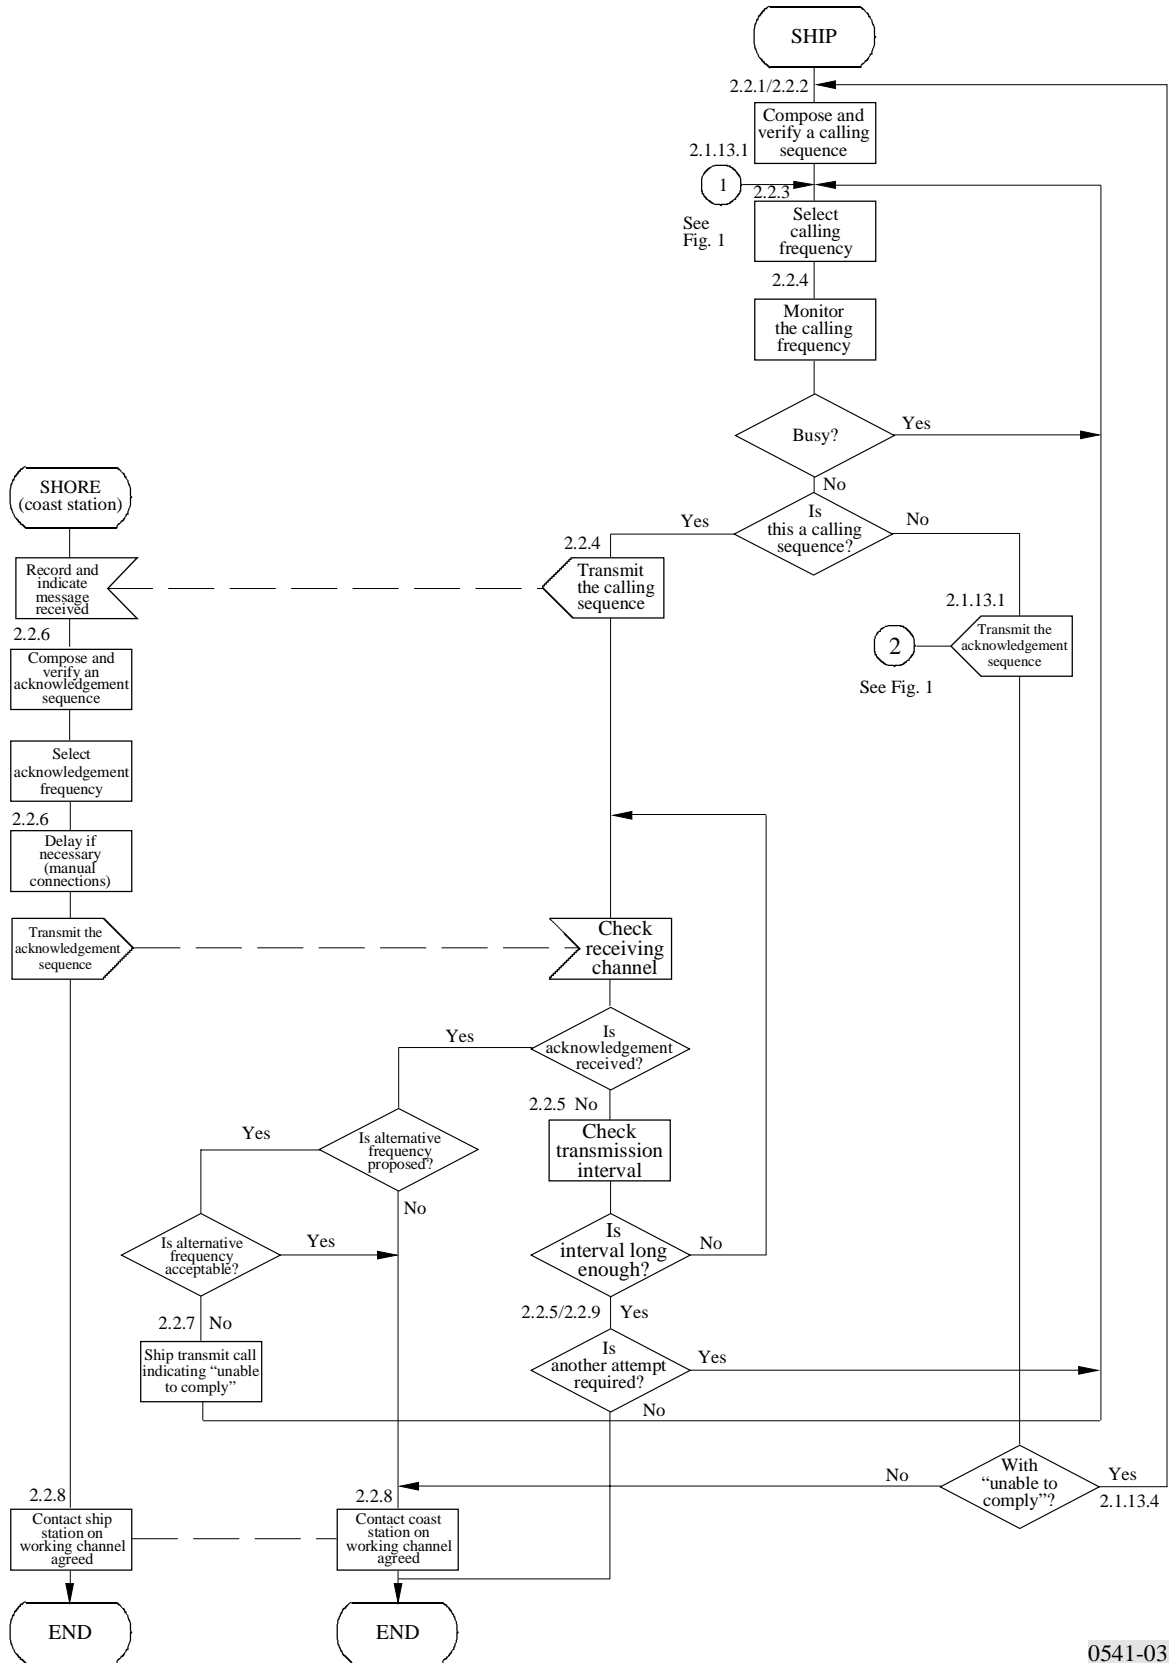 SHIP
2.2.1/2.2.2
Compose and
verify a calling
sequence
2.1.13.1
1
2.2.3
See
Fig. 1
Select
calling
frequency
2.2.4
Monitor
the calling
frequency
Busy?
Yes
No
SHORE
(coast station)
Is
this a calling
sequence?
Yes
No
2.2.4
Record and
indicate
message
received
Transmit
the calling
sequence
2.1.13.1
2
Transmit the
acknowledgement
sequence
See Fig. 1
2.2.6
Compose and
verify an
acknowledgement
sequence
Select
acknowledgement
frequency
2.2.6
Delay if
necessary
(manual
connections)
Transmit the
acknowledgement
sequence
Check
receiving
channel
Is
acknowledgement
received?
Yes
2.2.5 No
Check
transmission
interval
Is alternative
frequency
proposed?
Yes
No
Is
interval long
enough?
No
Is alternative
frequency
acceptable?
Yes
2.2.7 No
2.2.5/2.2.9 Yes
Ship transmit call
indicating “unable
to comply”
Is
another attempt
required?
Yes
No
With
“unable to
comply”?
No
Yes
2.1.13.4
2.2.8
Contact ship
station on
working channel
agreed
2.2.8
Contact coast
station on
working channel
agreed
END
END
0541-03